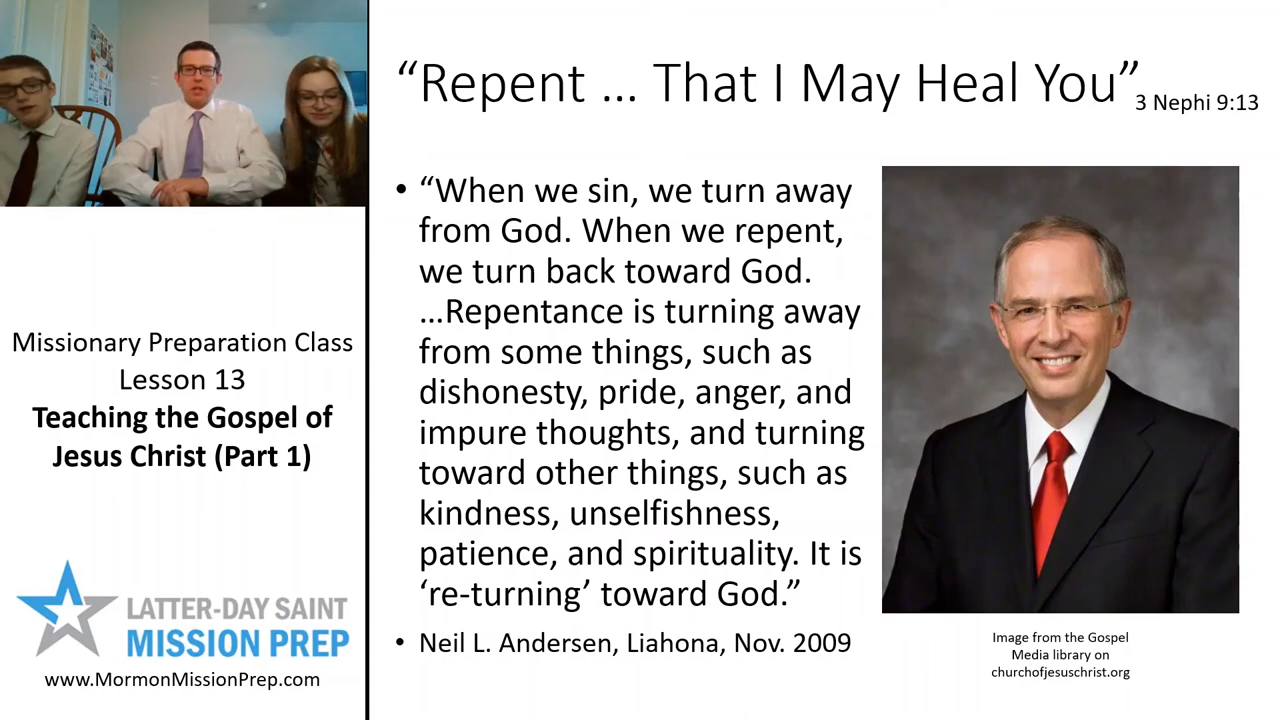 “Repent … That I May Heal You”
3 Nephi 9:13
• “When we sin, we turn away
from God. When we repent,
we turn back toward God.
…Repentance is turning away
from some things, such as
dishonesty, pride, anger, and
impure thoughts, and turning
toward other things, such as
kindness, unselfishness,
patience, and spirituality. It is
‘re-turning’ toward God.”
• Neil L. Andersen, Liahona, Nov. 2009
Image from the Gospel
Media library on
churchofjesuschrist.org
Missionary Preparation Class
Lesson 13
Teaching the Gospel of
Jesus Christ (Part 1)
LATTER-DAY SAINT
MISSION PREP
www.MormonMissionPrep.com